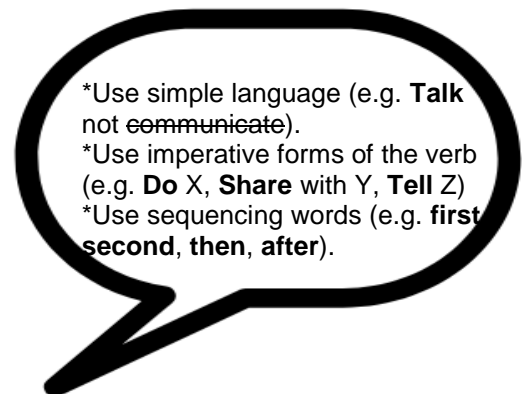 *Use simple language (e.g. Talk
not communicate).
*Use imperative forms of the verb
(e.g. Do X, Share with Y, Tell Z)
*Use sequencing words (e.g. first
second, then, after).